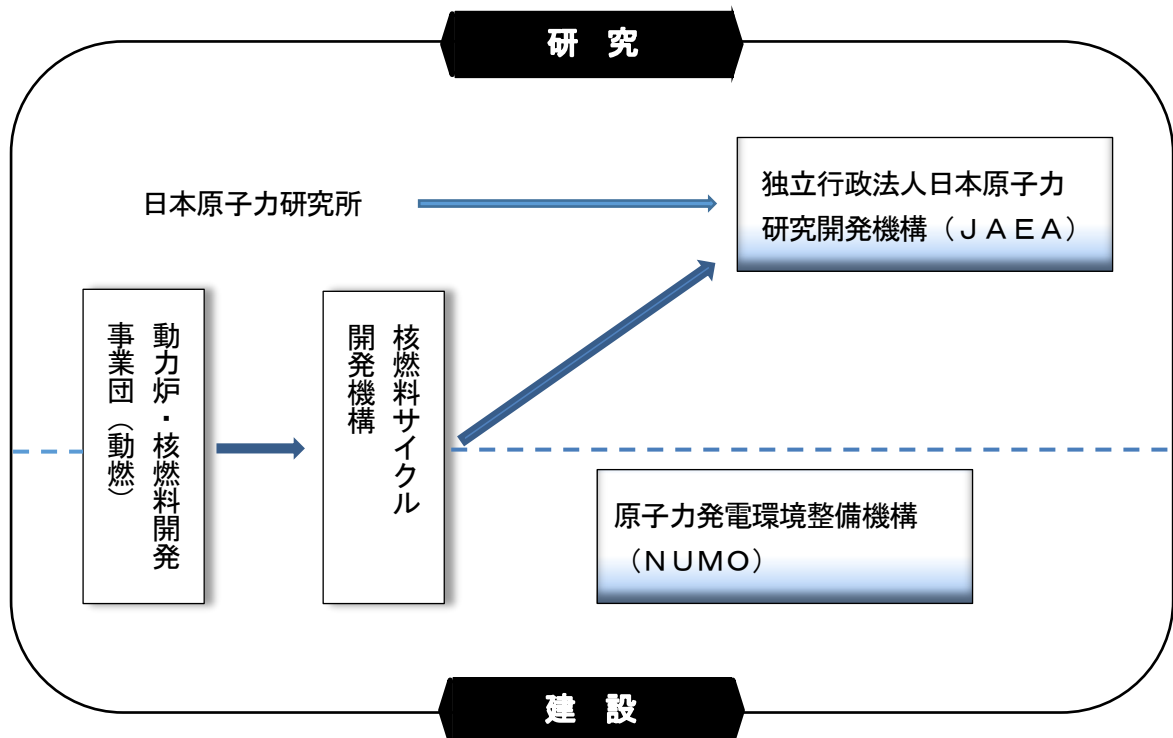 研 究
日本原子力研究所
独立行政法人日本原子力
研究開発機構（ＪＡＥＡ）
動力炉・核燃料開発
事業団（動燃）
核燃料サイクル
開発機構
原子力発電環境整備機構
（ＮＵＭＯ）
建 設